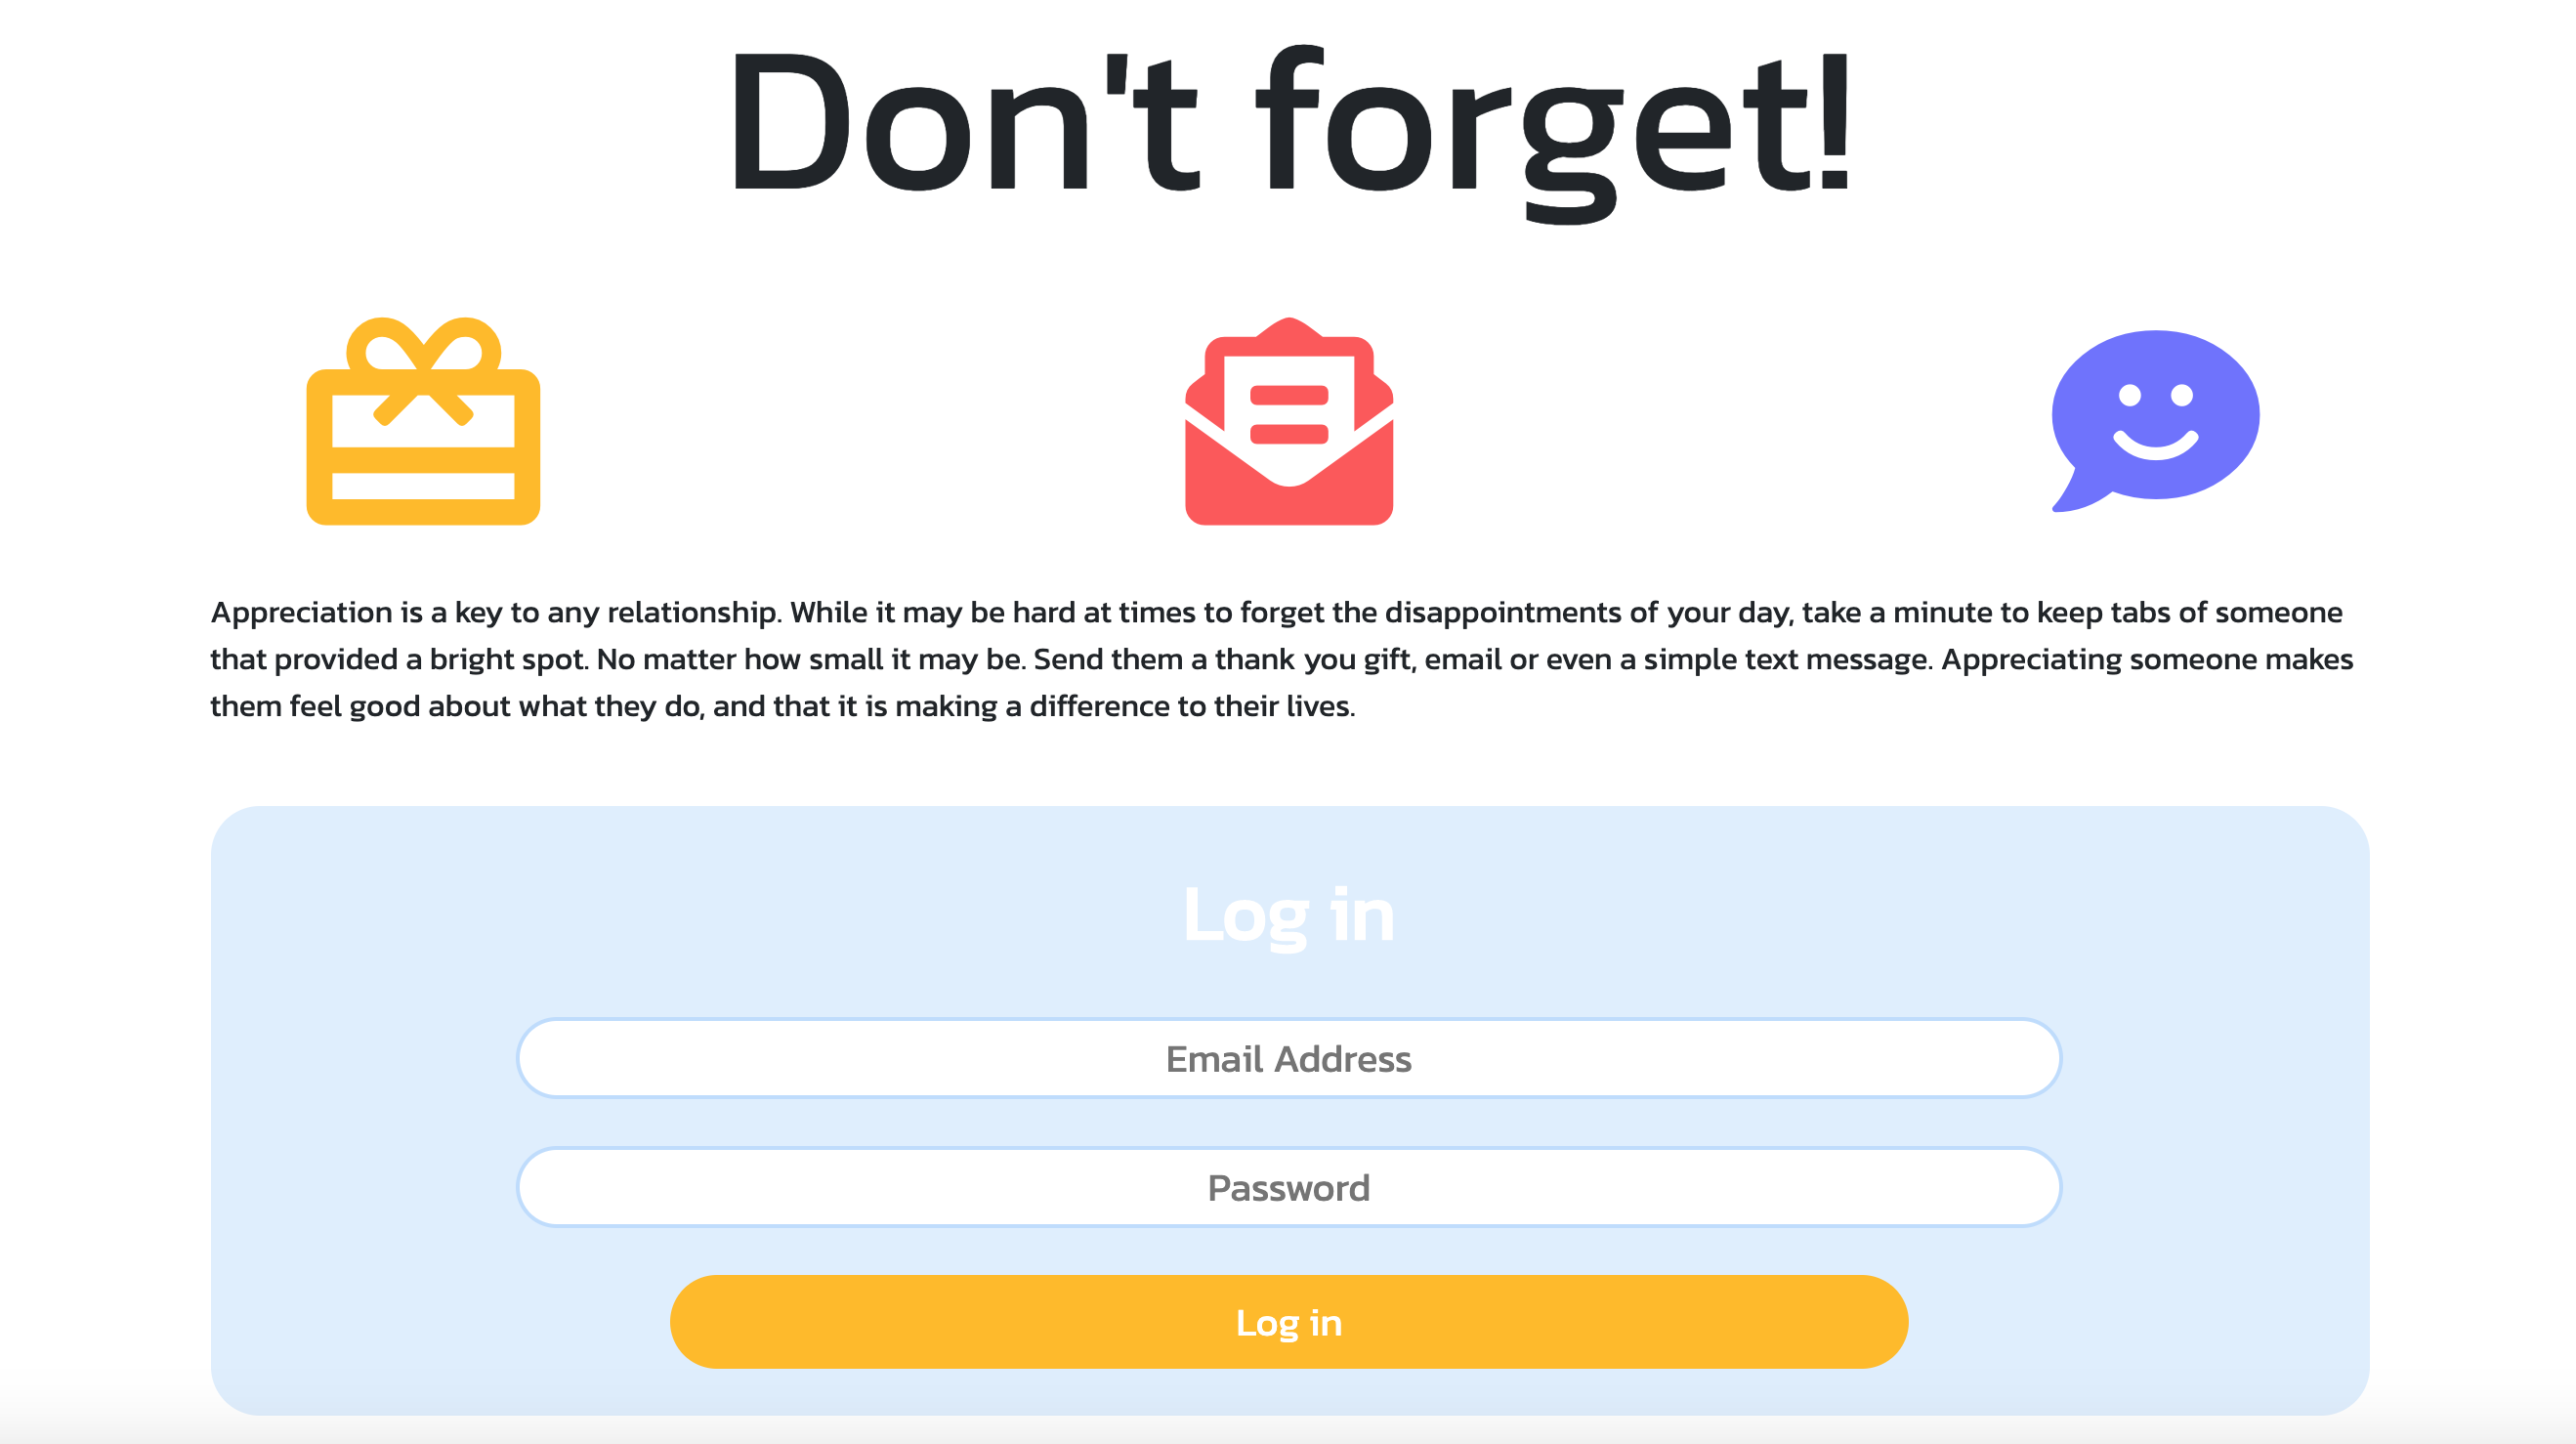 Don't forget!
Appreciation is a key to any relationship. While it may be hard at times to forget the disappointments of your day, take a minute to keep tabs of someone
that provided a bright spot. No matter how small it may be. Send them a thank you gift, email or even a simple text message. Appreciating someone makes
them feel good about what they do, and that it is making a difference to their lives.
Log in
Email Address
Password
Log in